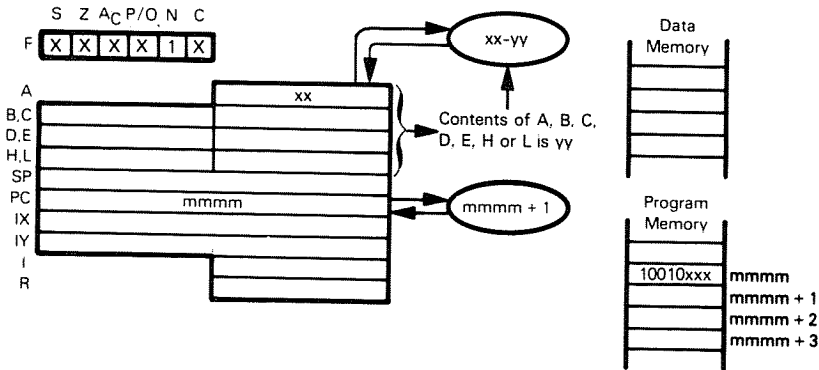 S Z AC P/O N C
F X X X X 1 X
A xx
B,C
D,E
H,L
SP
PC mmmm
IX
IY
I
R
xx-yy
Contents of A, B, C,
D, E, H or L is yy
mmmm + 1
Data
Memory
Program
Memory
10010xxx mmmm
mmmm + 1
mmmm + 2
mmmm + 3